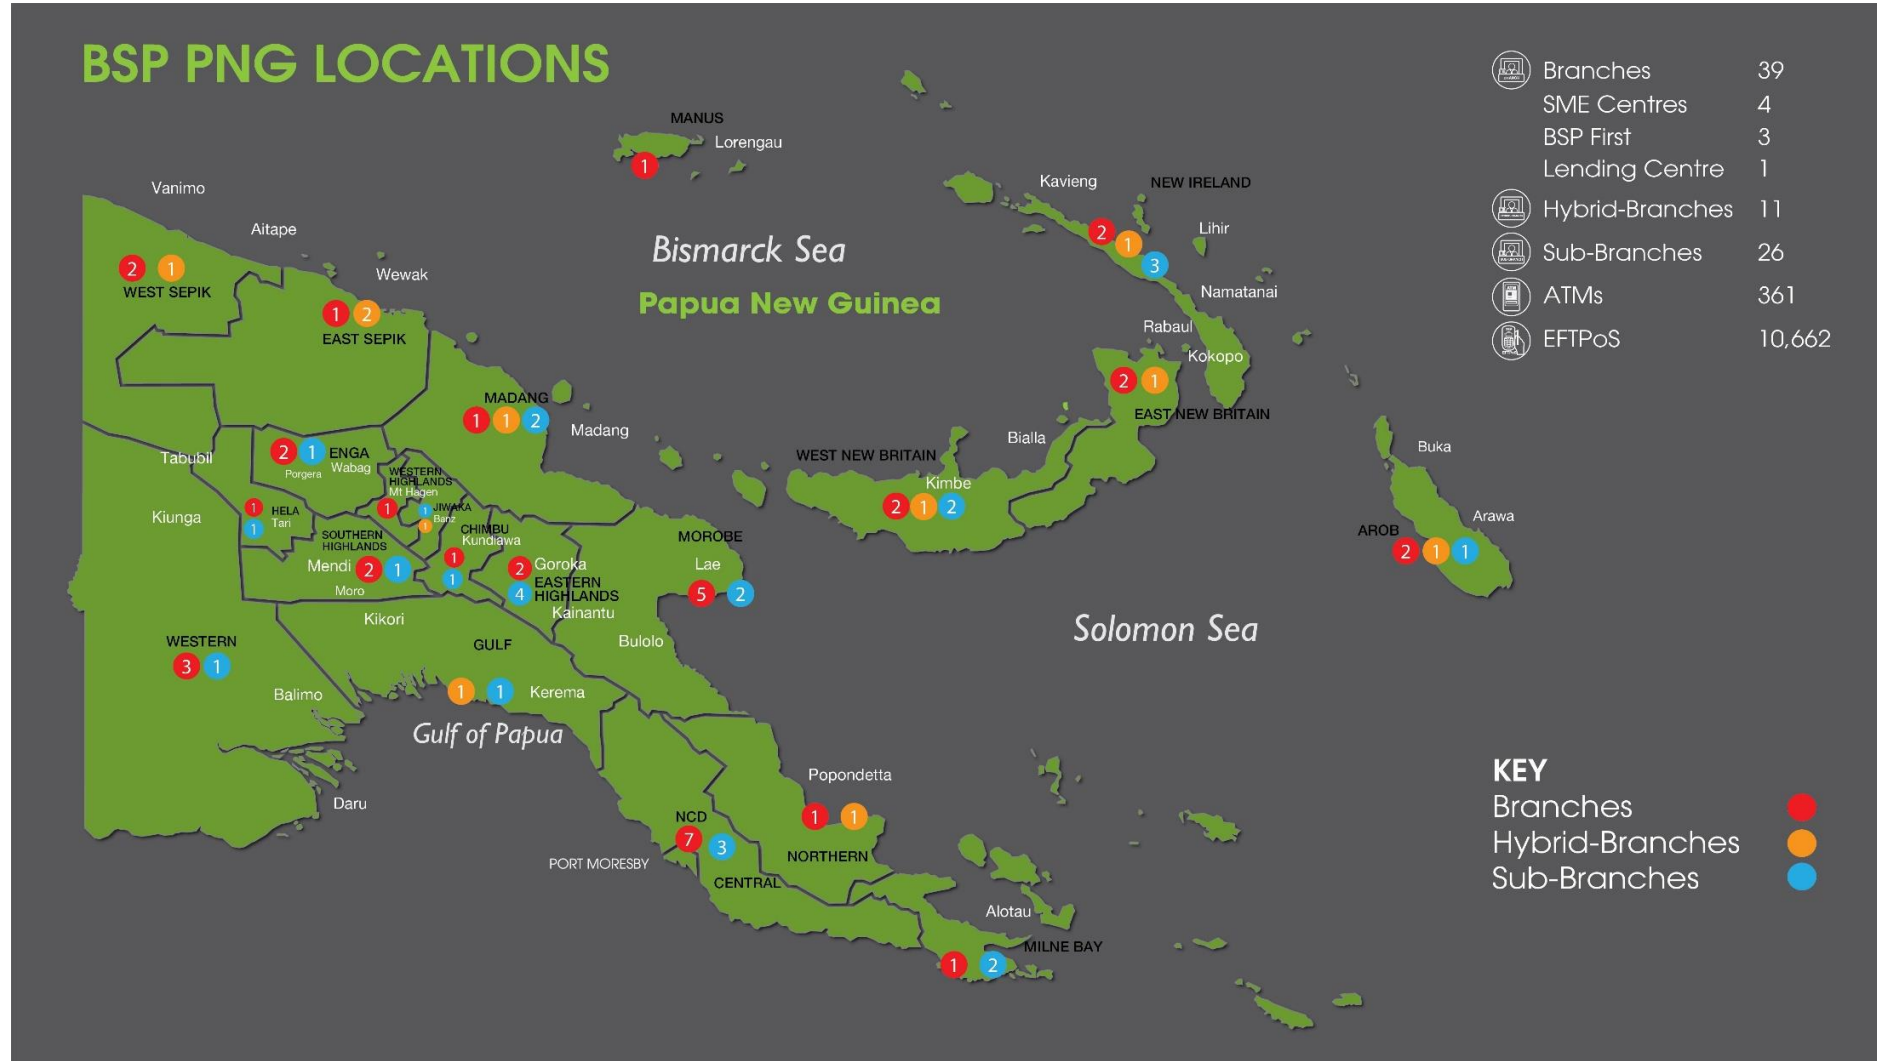 BSP PNG LOCATIONS
Branches 39
SME Centres 4
BSP First 3
Lending Centre 1
Hybrid-Branches 11
Sub-Branches 26
ATMs 361
EFTPoS 10,662
MANUS
Lorengau
1
Vanimo
Aitape
Wewak
2 1
WEST SEPIK
1 2
EAST SEPIK
Bismarck Sea
Papua New Guinea
Kavieng
NEW IRELAND
Lihir
2 1 3
Namatanai
Rabaul
Kokopo
2 1
EAST NEW BRITAIN
MADANG
1 1 2
Madang
Bialla
WEST NEW BRITAIN
Kimbe
2 1 2
Buka
Arawa
AROB
2 1 1
Tabubil
2 1 ENGA
Porgera
Wabag
WESTERN
HIGHLANDS
Mt Hagen
1
1 JIWAKA
Banz
1
Kiunga
1
HELA
Tari
1
SOUTHERN
HIGHLANDS
Mendi 2 1
Moro
CHIMBU
Kundiawa
1
1
2 Goroka
4 EASTERN
HIGHLANDS
Kainantu
MOROBE
Lae
5 2
Bulolo
Solomon Sea
Kikori
GULF
1 1 Kerema
Gulf of Papua
WESTERN
3 1
Balimo
Daru
Popondetta
1 1
NORTHERN
NCD
7 3
PORT MORESBY
CENTRAL
Alotau
MILNE BAY
1 2
KEY
Branches
Hybrid-Branches
Sub-Branches